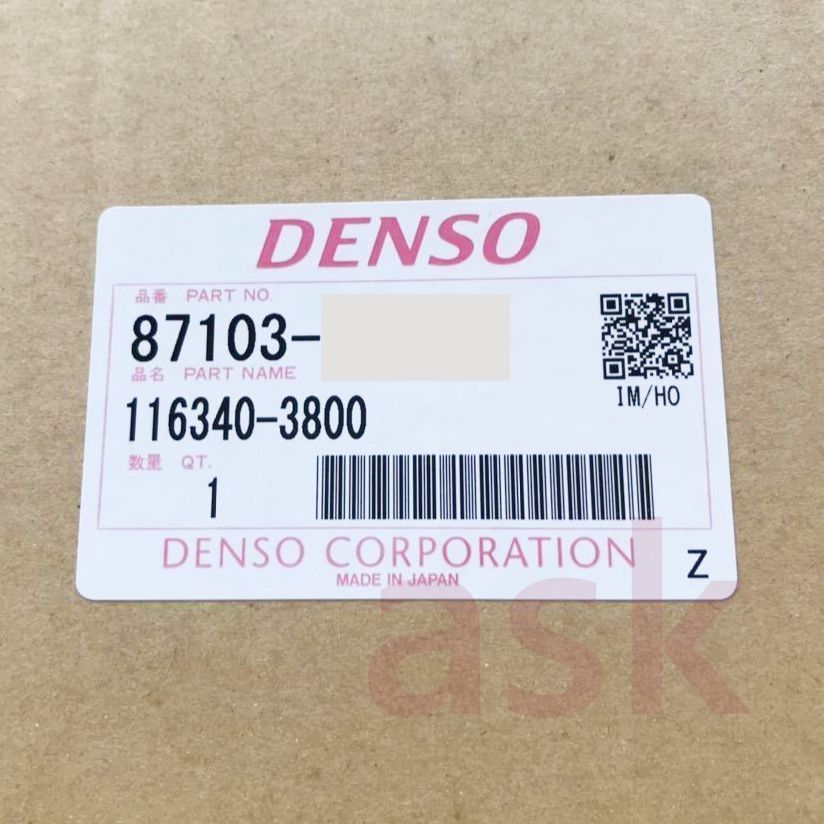 DENSO
品番 PART NO.
87103-
品名 PART NAME
116340-3800
IM/HO
数量 QT.
1
DENSO CORPORATION
MADE IN JAPAN
Z
ask